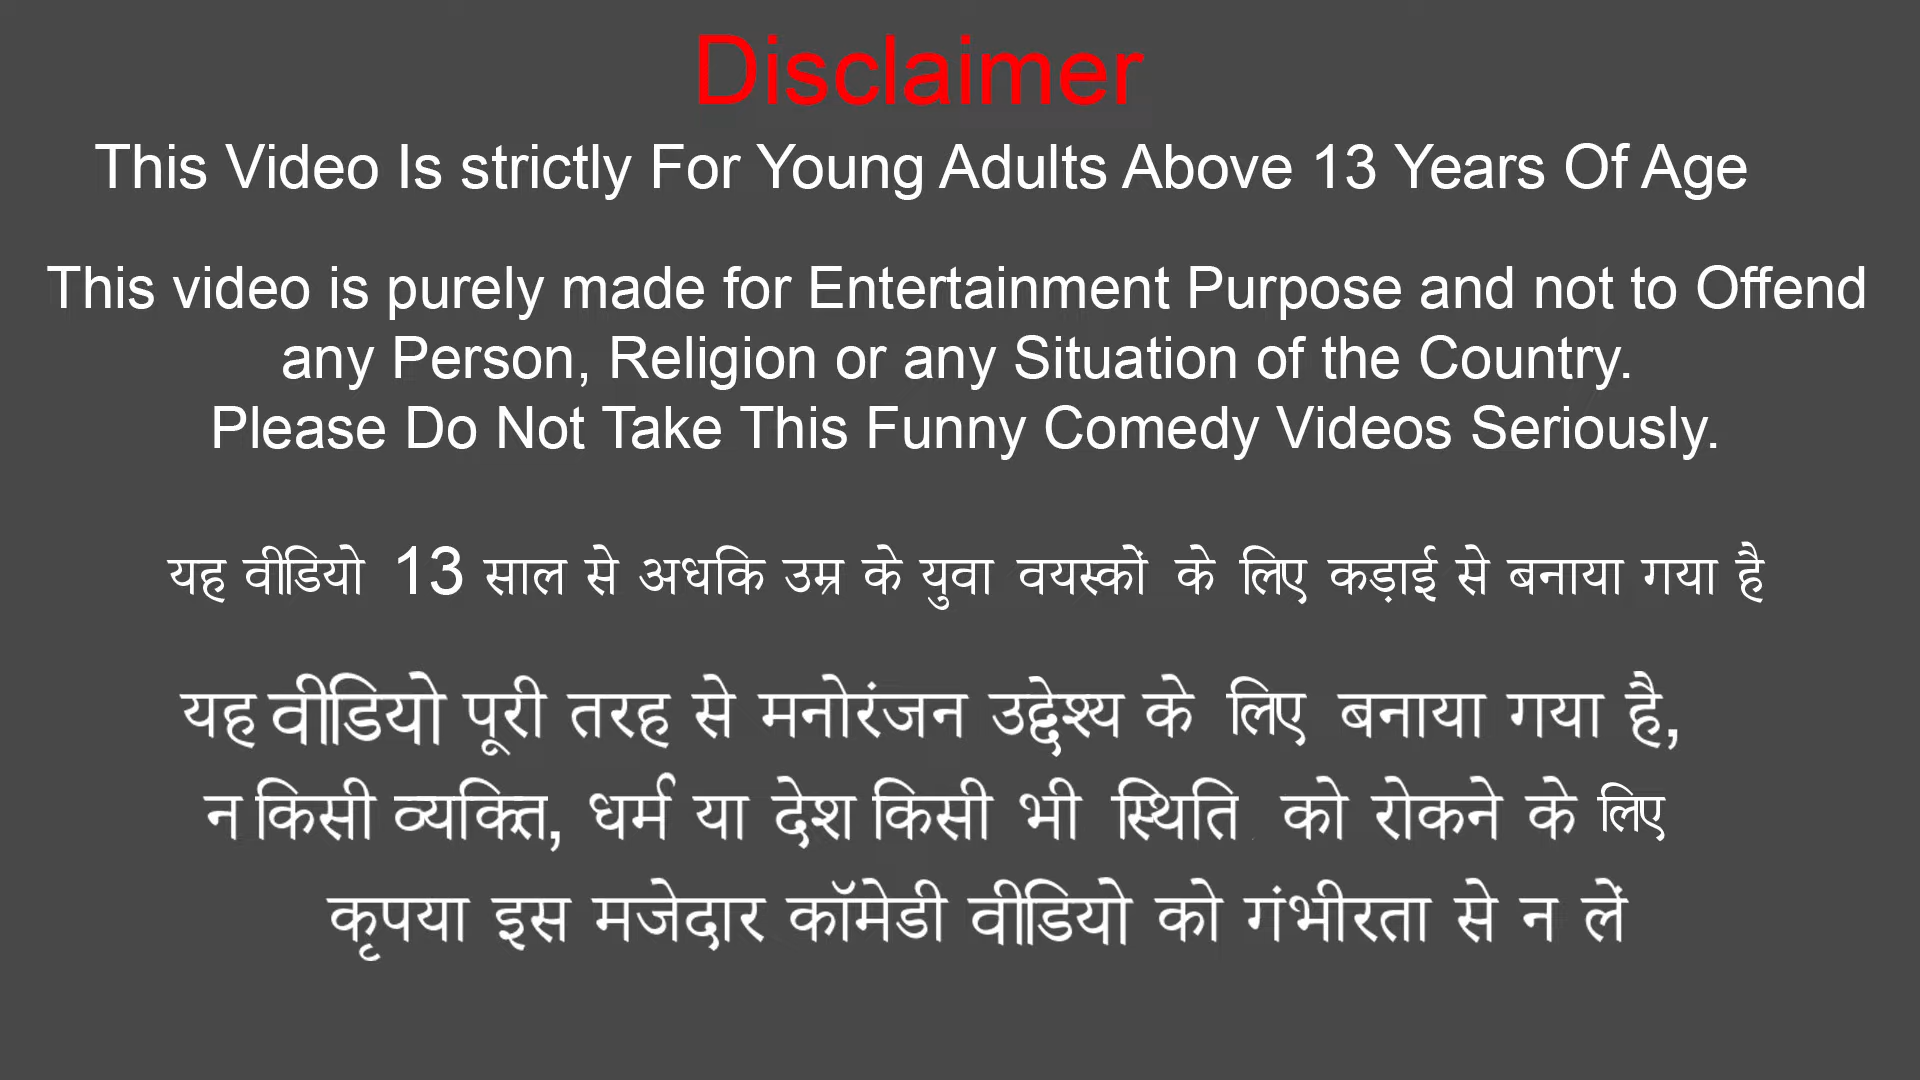 Disclaimer
This Video Is strictly For Young Adults Above 13 Years Of Age
This video is purely made for Entertainment Purpose and not to Offend
any Person, Religion or any Situation of the Country.
Please Do Not Take This Funny Comedy Videos Seriously.
यह वीडियो 13 साल से अधकि उम्र के युवा वयस्कों के लिए कड़ाई से बनाया गया है
यह वीडियो पूरी तरह से मनोरंजन उद्देश्य के लिए बनाया गया है,
न किसी व्यक्ति, धर्म या देश किसी भी स्थिति को रोकने के लिए
कृपया इस मजेदार कॉमेडी वीडियो को गंभीरता से न लें